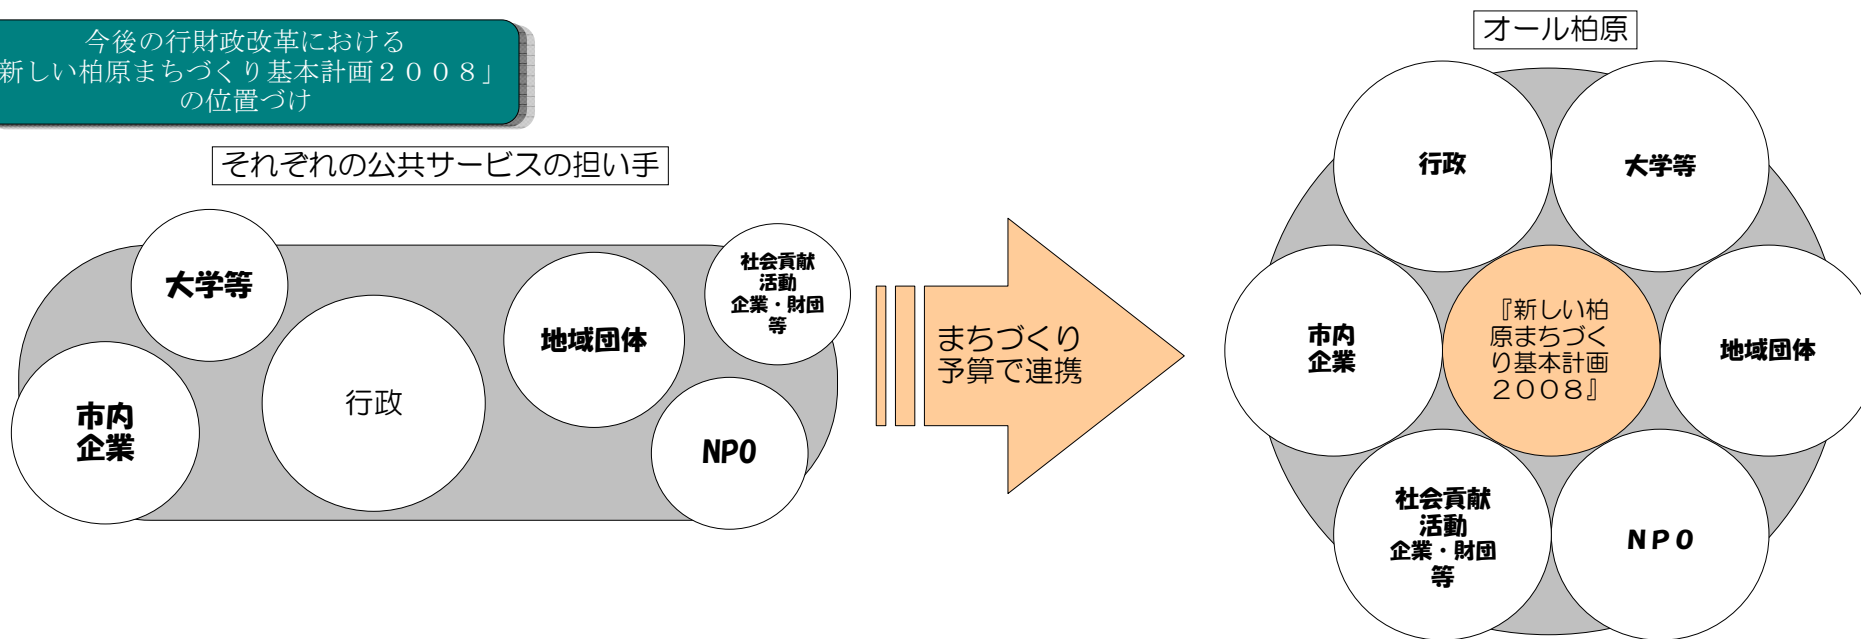 今後の行財政改革における
新しい柏原まちづくり基本計画２００８」
の位置づけ
それぞれの公共サービスの担い手
大学等
市内
企業
行政
地域団体
社会貢献
活動
企業・財団
等
NPO
まちづくり
予算で連携
オール柏原
行政
大学等
市内
企業
『新しい柏
原まちづく
り基本計画
２００８』
地域団体
社会貢献
活動
企業・財団
等
ＮＰＯ